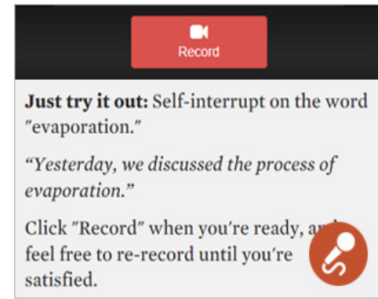 Record
Just try it out: Self-interrupt on the word
"evaporation."
“Yesterday, we discussed the process of
evaporation.”
Click "Record" when you're ready,
feel free to re-record until you're
satisfied.